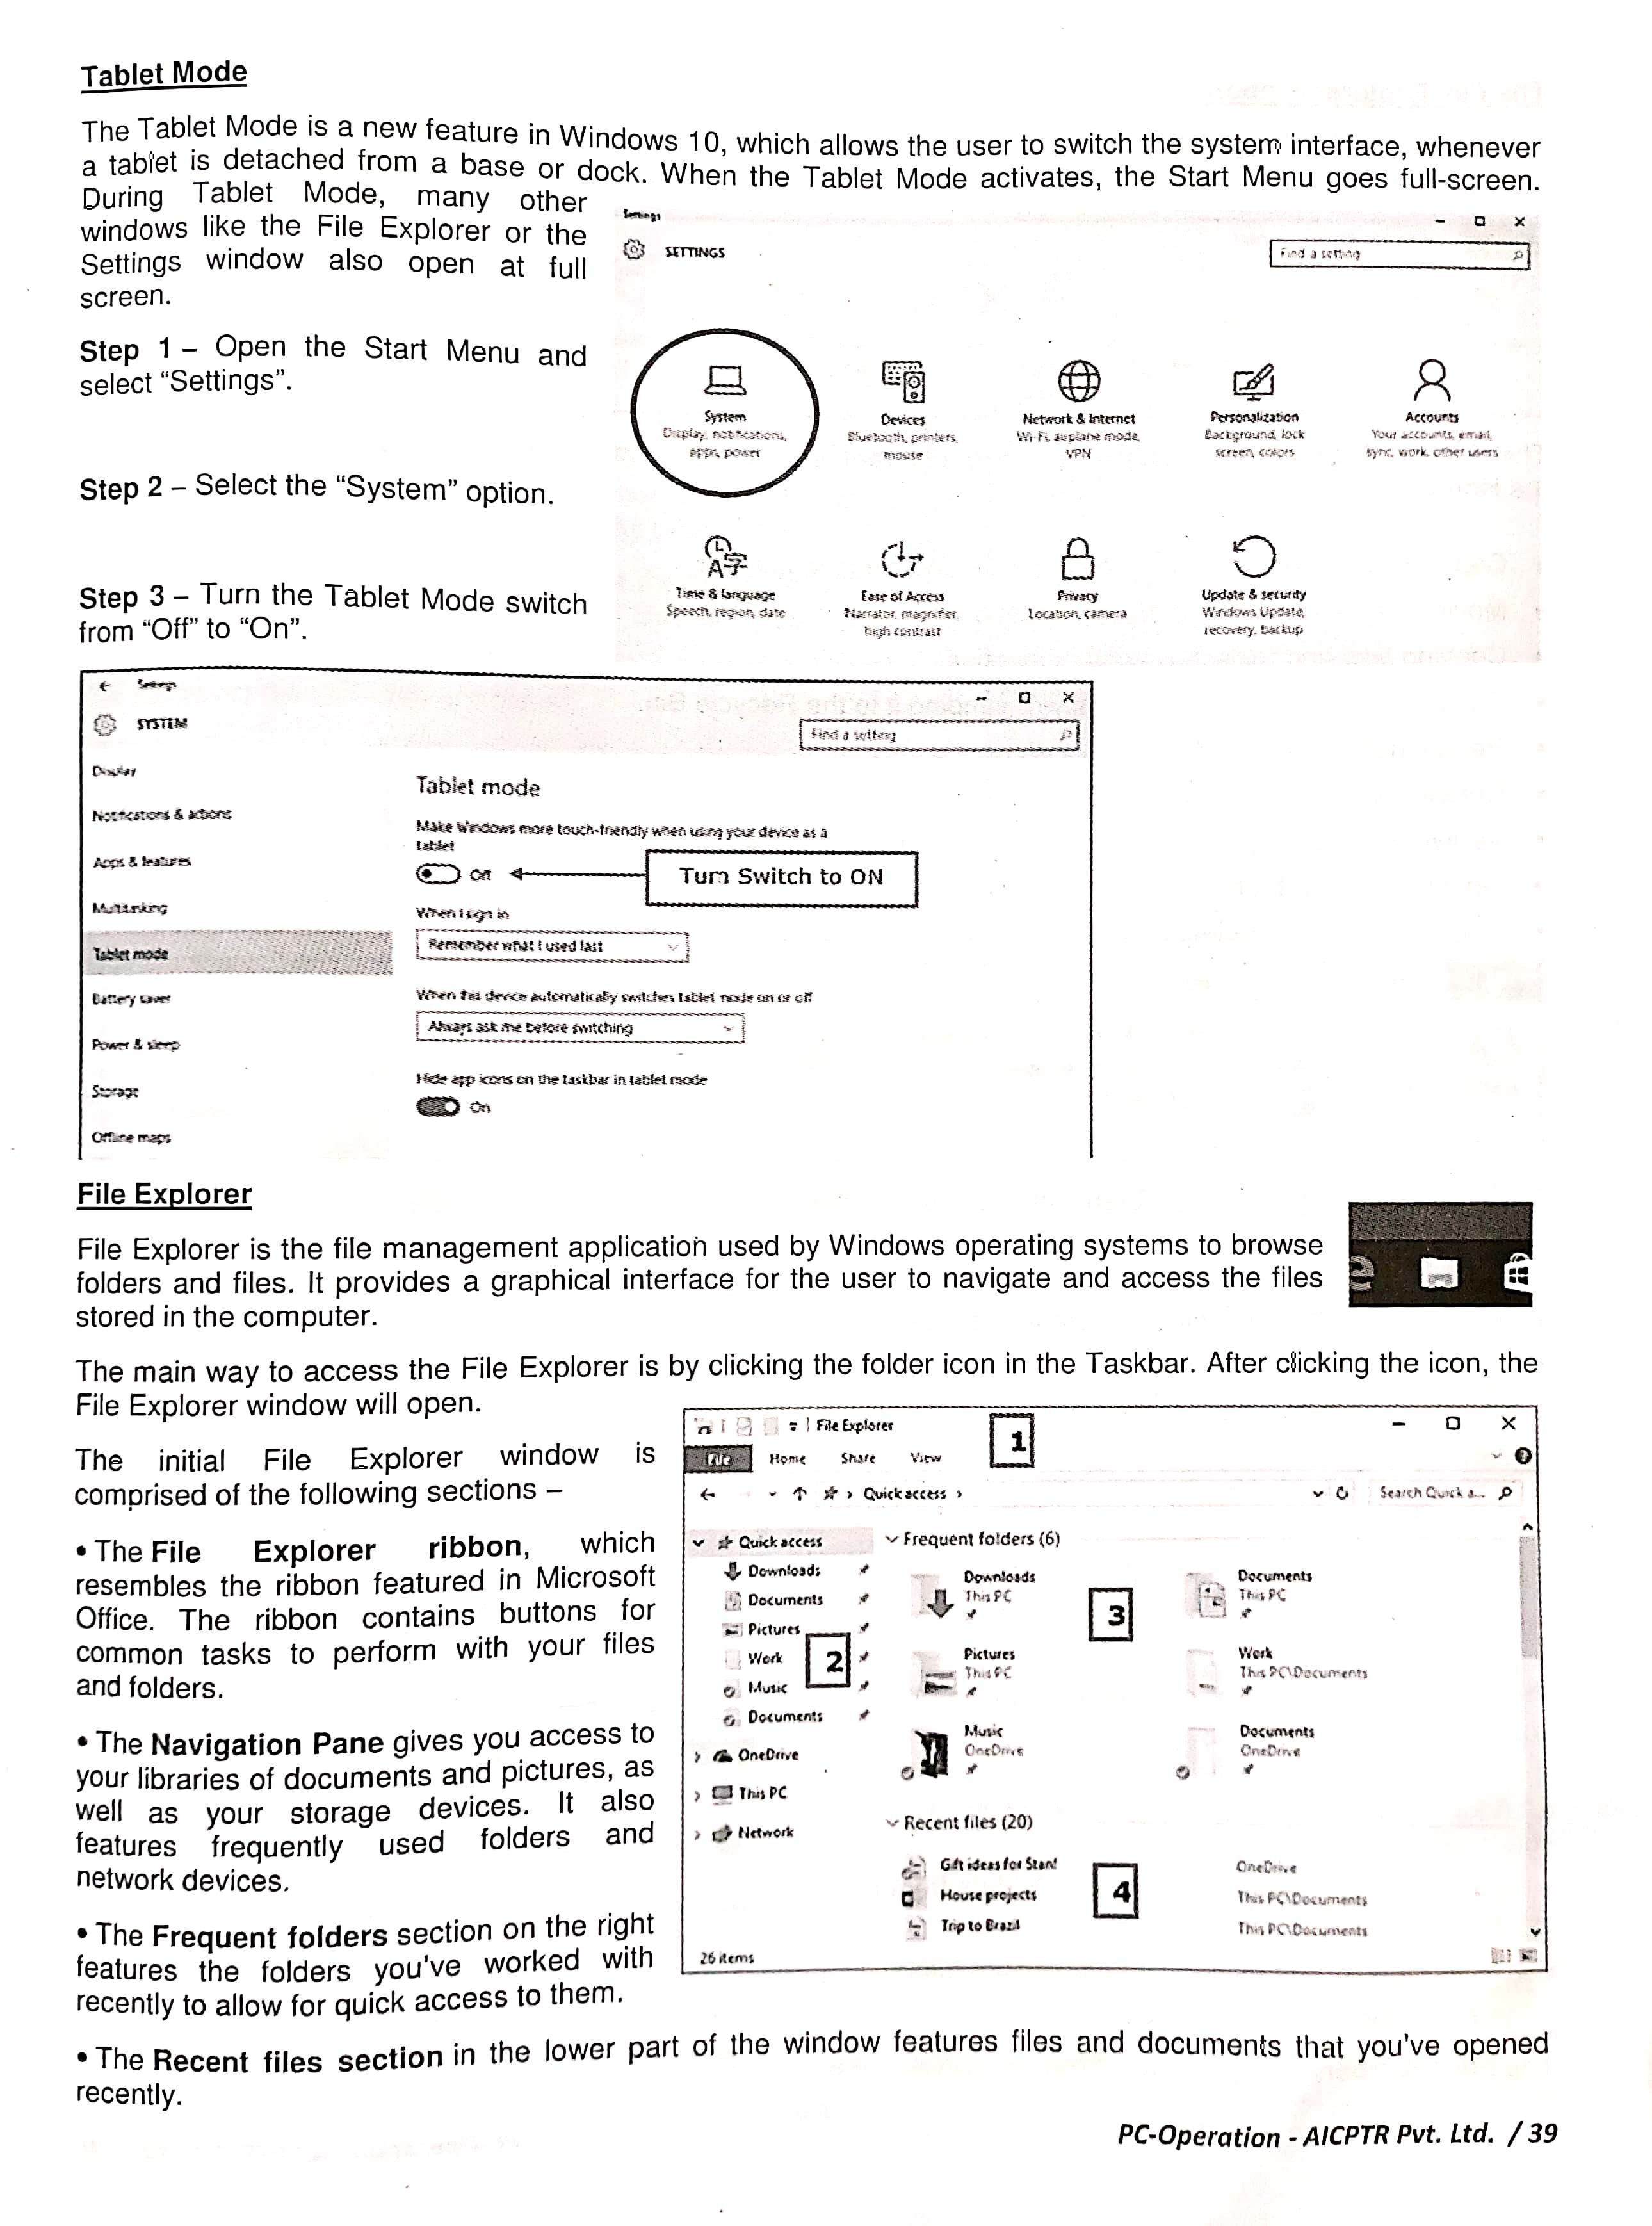 Tablet Mode
The Tablet Mode is a new feature in Windows 10, which allows the user to switch the system interface, whenever
a tablet is detached from a base or dock. When the Tablet Mode activates, the Start Menu goes full-screen.
During Tablet Mode, many other
windows like the File Explorer or the
Settings window also open at full
screen.
Step 1 – Open the Start Menu and
select “Settings”.
Step 2 – Select the “System” option.
Step 3 – Turn the Tablet Mode switch
from “Off” to “On”.
Settings
SETTINGS
Find a setting
System
Display, notifications,
apps, power
Devices
Bluetooth, printers,
mouse
Network & Internet
Wi-Fi, airplane mode,
VPN
Personalization
Background, lock
screen, colors
Accounts
Your accounts, email,
sync, work, other users
Time & language
Speech, region, date
Ease of Access
Narrator, magnifier,
high contrast
Privacy
Location, camera
Update & security
Windows Update,
recovery, backup
Settings
SYSTEM
Find a setting
Display
Notifications & actions
Apps & features
Multitasking
Tablet mode
Battery saver
Power & sleep
Storage
Offline maps
Tablet mode
Make Windows more touch-friendly when using your device as a
tablet
Off
Turn Switch to ON
When I sign in
Remember what I used last
When this device automatically switches tablet mode on or off
Always ask me before switching
Hide app icons on the taskbar in tablet mode
On
File Explorer
File Explorer is the file management application used by Windows operating systems to browse
folders and files. It provides a graphical interface for the user to navigate and access the files
stored in the computer.
The main way to access the File Explorer is by clicking the folder icon in the Taskbar. After clicking the icon, the
File Explorer window will open.
The initial File Explorer window is
comprised of the following sections –
• The File Explorer ribbon, which
resembles the ribbon featured in Microsoft
Office. The ribbon contains buttons for
common tasks to perform with your files
and folders.
• The Navigation Pane gives you access to
your libraries of documents and pictures, as
well as your storage devices. It also
features frequently used folders and
network devices.
• The Frequent folders section on the right
features the folders you've worked with
recently to allow for quick access to them.
File Explorer
1
File Home Share View
Quick access
Search Quick a...
Quick access
Downloads
Documents
Pictures
Work
2
Music
Documents
OneDrive
This PC
Network
Frequent folders (6)
Downloads
This PC
Documents
This PC
3
Pictures
This PC
Work
This PC\Documents
Music
OneDrive
Documents
OneDrive
Recent files (20)
Gift ideas for Stan!
OneDrive
House projects
This PC\Documents
4
Trip to Brazil
This PC\Documents
26 items
• The Recent files section in the lower part of the window features files and documents that you've opened
recently.
PC-Operation - AICPTR Pvt. Ltd. / 39